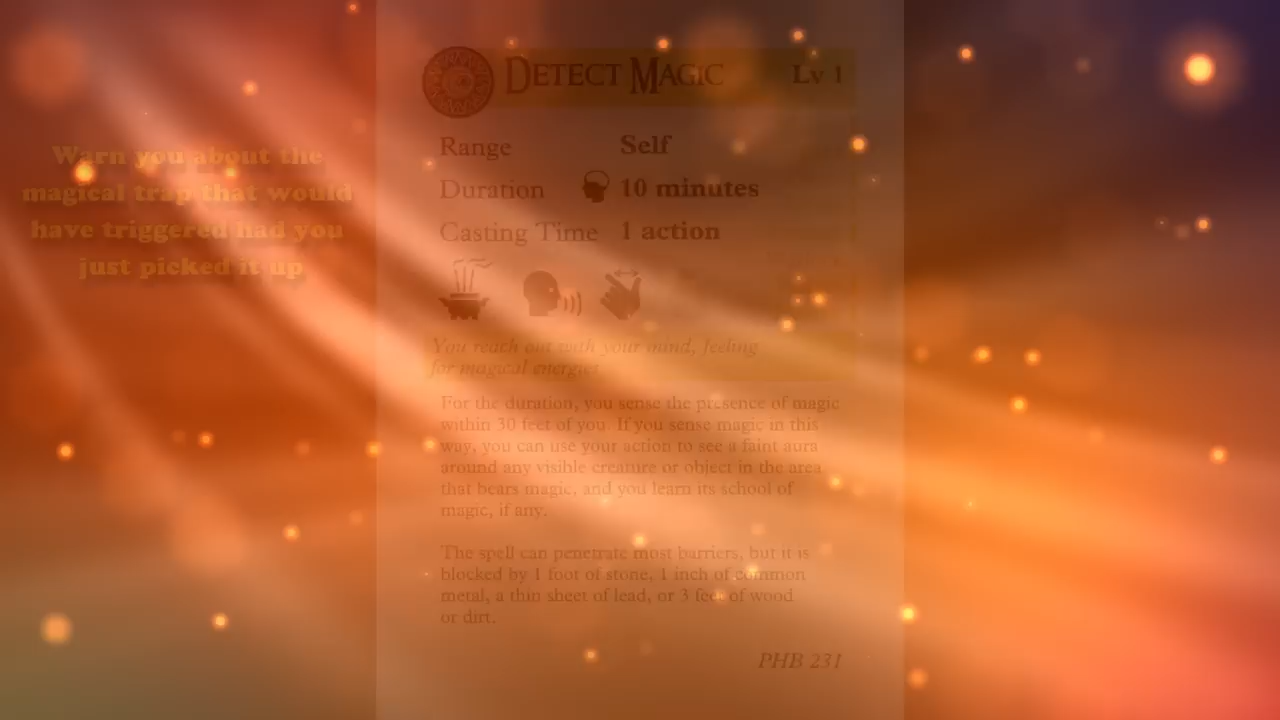 Warn you about the
magical trap that would
have triggered had you
just picked it up
DETECT MAGIC Lv 1
Range Self
Duration 10 minutes
Casting Time 1 action
You reach out with your mind, feeling
for magical energies
For the duration, you sense the presence of magic
within 30 feet of you. If you sense magic in this
way, you can use your action to see a faint aura
around any visible creature or object in the area
that bears magic, and you learn its school of
magic, if any.
The spell can penetrate most barriers, but it is
blocked by 1 foot of stone, 1 inch of common
metal, a thin sheet of lead, or 3 feet of wood
or dirt.
PHB 231